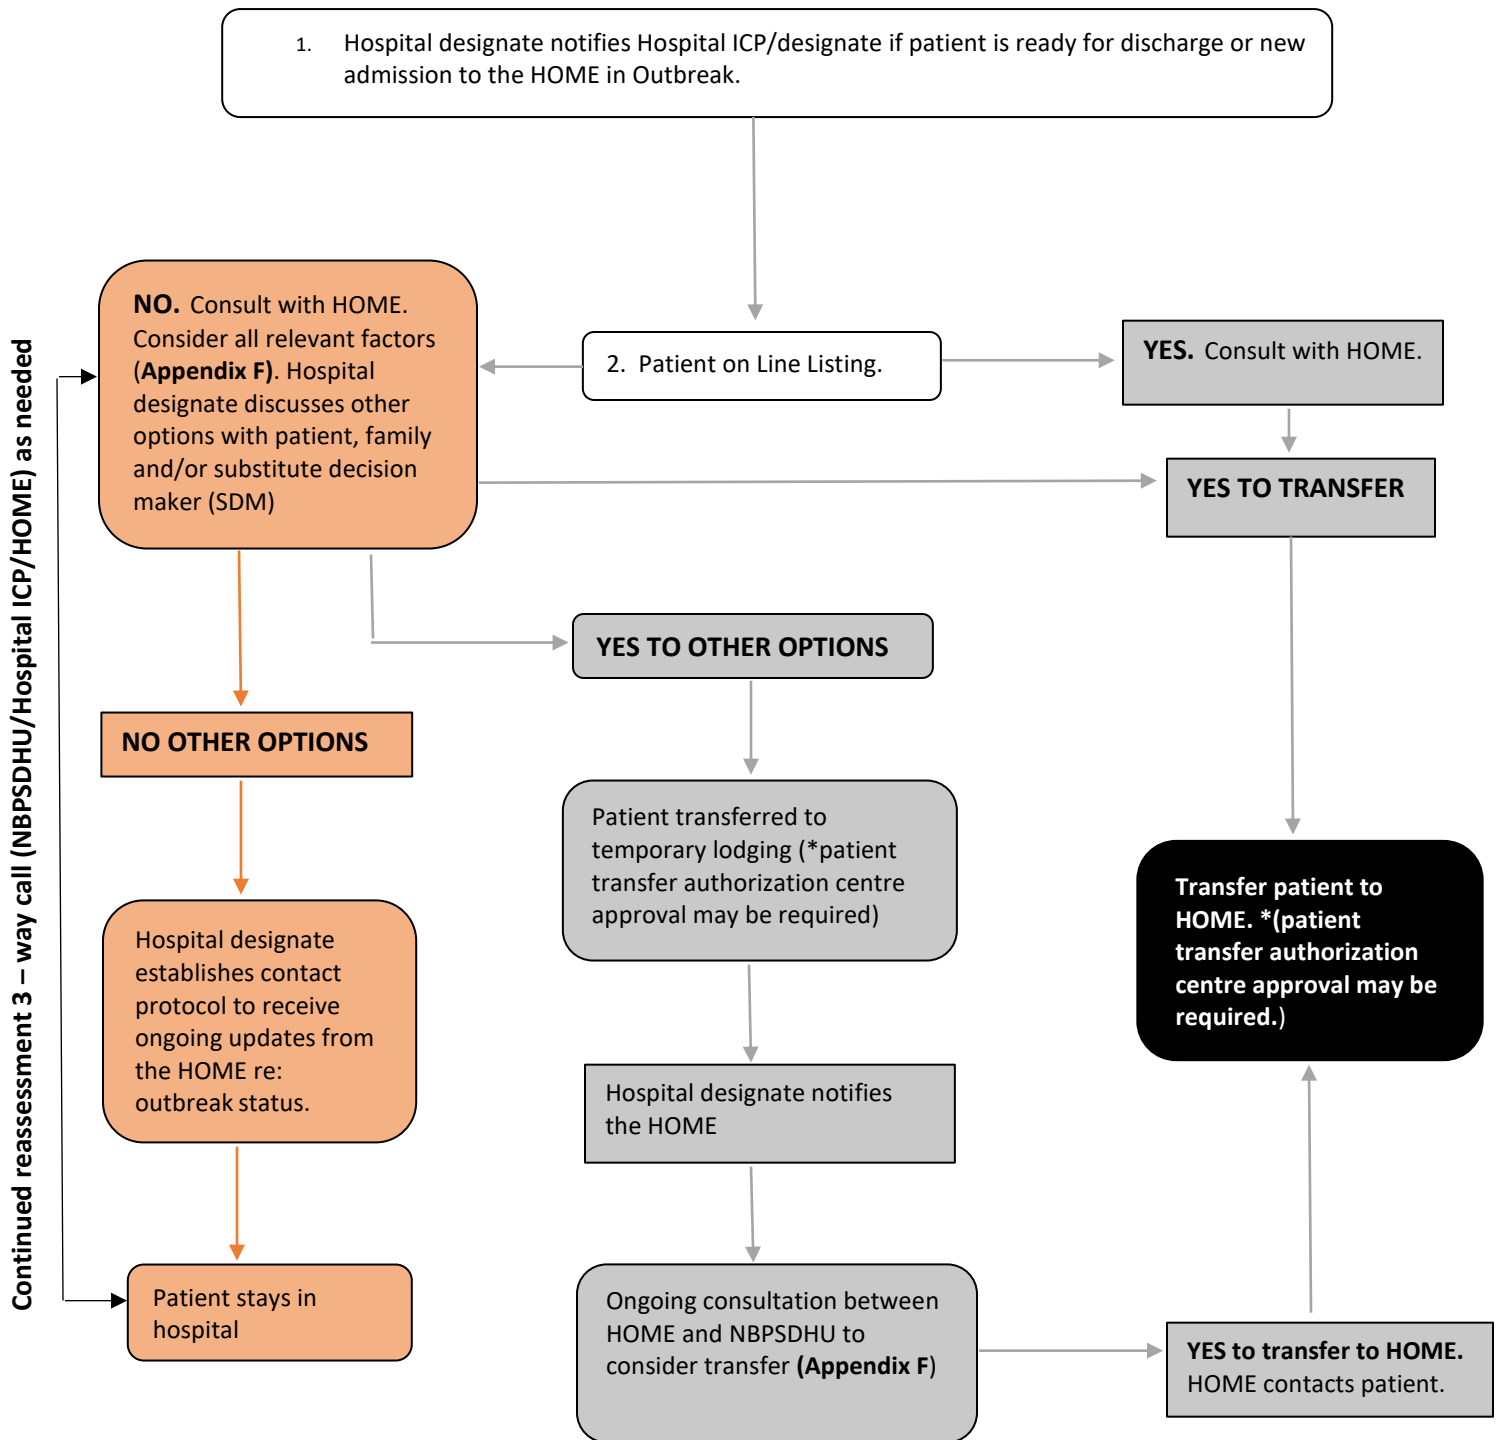 1. Hospital designate notifies Hospital ICP/designate if patient is ready for discharge or new
admission to the HOME in Outbreak.
NO. Consult with HOME.
Consider all relevant factors
(Appendix F). Hospital
designate discusses other
options with patient, family
and/or substitute decision
maker (SDM)
2. Patient on Line Listing.
YES. Consult with HOME.
YES TO TRANSFER
Continued reassessment 3 – way call (NBPSDHU/Hospital ICP/HOME) as needed
YES TO OTHER OPTIONS
NO OTHER OPTIONS
Patient transferred to
temporary lodging (*patient
transfer authorization centre
approval may be required)
Transfer patient to
HOME. *(patient
transfer authorization
centre approval may be
required.)
Hospital designate
establishes contact
protocol to receive
ongoing updates from
the HOME re:
outbreak status.
Hospital designate notifies
the HOME
Patient stays in
hospital
Ongoing consultation between
HOME and NBPSDHU to
consider transfer (Appendix F)
YES to transfer to HOME.
HOME contacts patient.